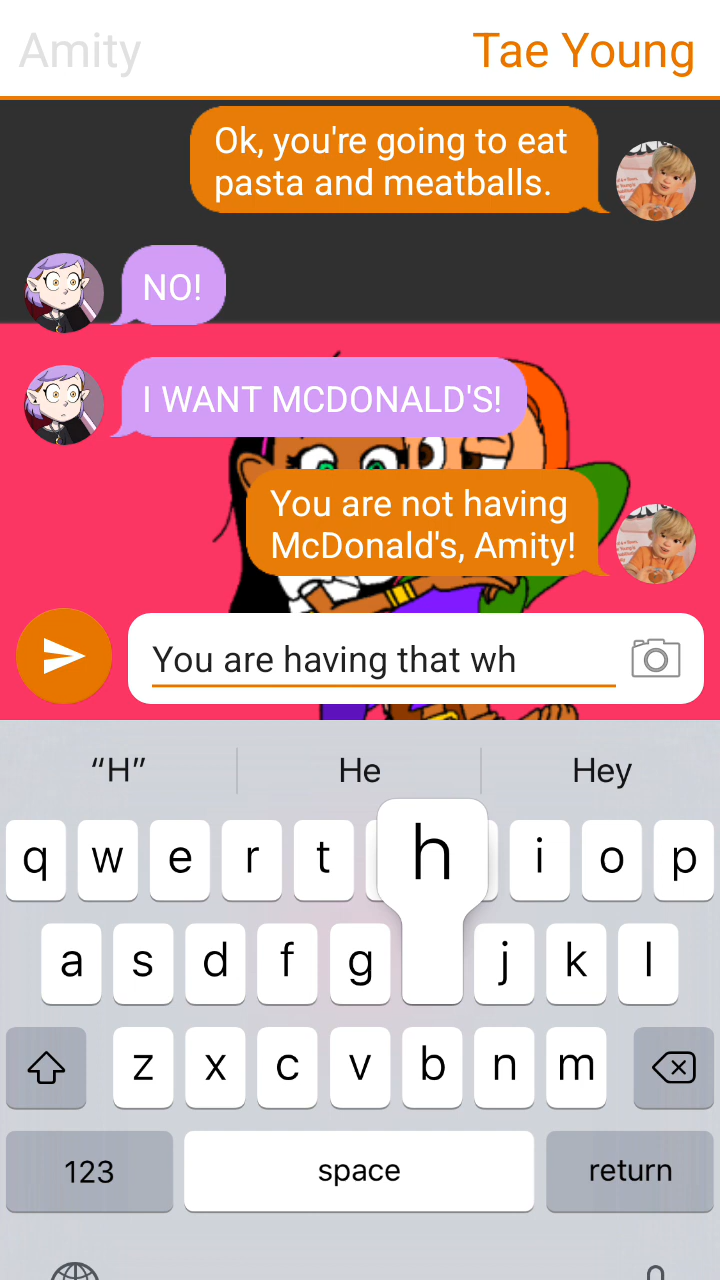 Amity
Tae Young
Ok, you're going to eat
pasta and meatballs.
NO!
I WANT MCDONALD'S!
You are not having
McDonald's, Amity!
You are having that wh
“H”
He
Hey
q w e r t h i o p
a s d f g j k l
z x c v b n m
123
space
return